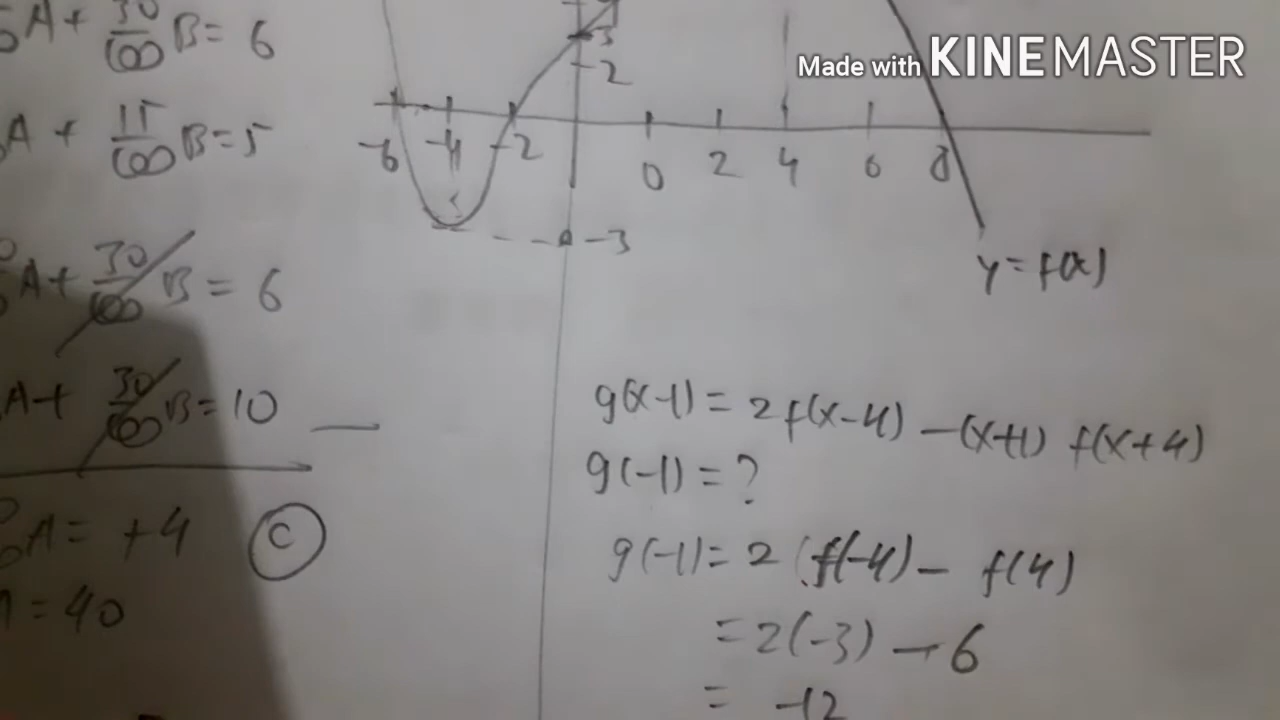 A + 30/100 B = 6
A + 15/100 B = 5
A + 30/100 B = 6
A + 30/100 B = 10
A = +4 C
= 40
Made with KINEMASTER
3
2
-6 -4 -2 0 2 4 6 8
-3
y = f(x)
g(x-1) = 2f(x-4) - (x+1) f(x+4)
g(-1) = ?
g(-1) = 2 (f(-4) - f(4)
= 2(-3) - 6
= -12